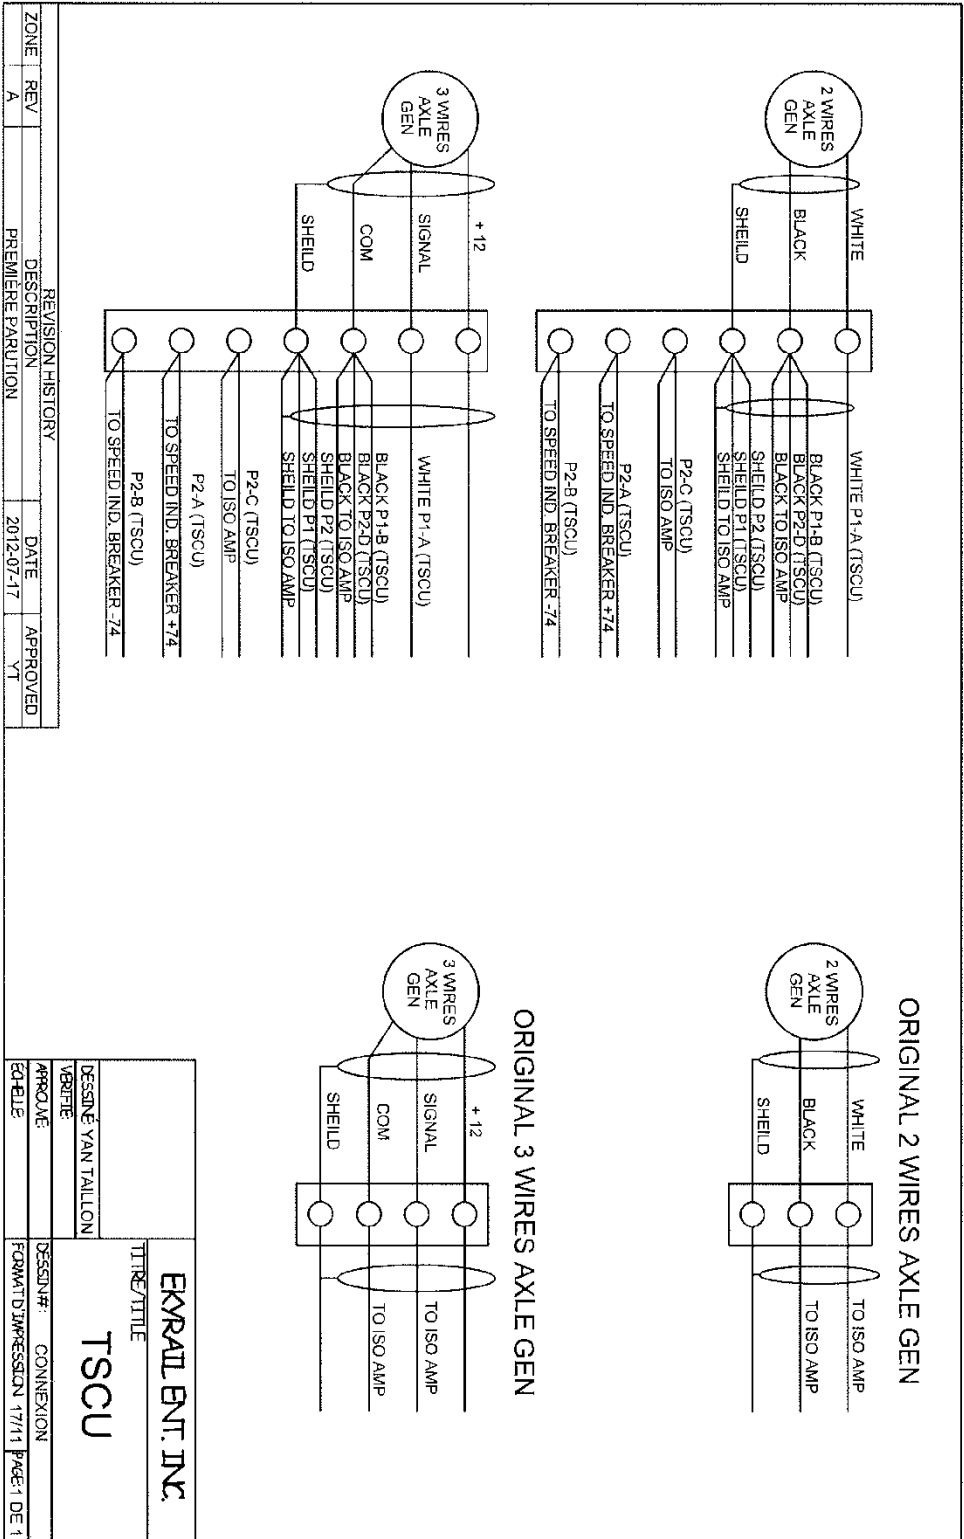 ORIGINAL 2 WIRES AXLE GEN
2 WIRES
AXLE
GEN
WHITE
BLACK
SHEILD
WHITE P1-A (TSCU)
BLACK P1-B (TSCU)
BLACK P2-D (TSCU)
BLACK TO ISO AMP
SHEILD P2 (TSCU)
SHEILD P1 (TSCU)
SHEILD TO ISO AMP
P2-C (TSCU)
TO ISO AMP
P2-A (TSCU)
TO SPEED IND. BREAKER +74
P2-B (TSCU)
TO SPEED IND. BREAKER -74
2 WIRES
AXLE
GEN
WHITE
BLACK
SHEILD
TO ISO AMP
TO ISO AMP
ORIGINAL 3 WIRES AXLE GEN
3 WIRES
AXLE
GEN
+ 12
SIGNAL
COM
SHEILD
WHITE P1-A (TSCU)
BLACK P1-B (TSCU)
BLACK P2-D (TSCU)
BLACK TO ISO AMP
SHEILD P2 (TSCU)
SHEILD P1 (TSCU)
SHEILD TO ISO AMP
P2-C (TSCU)
TO ISO AMP
P2-A (TSCU)
TO SPEED IND. BREAKER +74
P2-B (TSCU)
TO SPEED IND. BREAKER -74
3 WIRES
AXLE
GEN
+ 12
SIGNAL
COM
SHEILD
TO ISO AMP
TO ISO AMP
REVISION HISTORY
ZONE REV DESCRIPTION DATE APPROVED
A PREMIÈRE PARUTION 2012-07-17 YT
EKYRAIL ENT. INC.
TITRE/TITLE
TSCU
DESSINÉ: YAN TAILLON
VÉRIFIÉ:
APPROUVÉ:
DESSIN#: CONNEXION
ÉCHELLE:
FORMAT D'IMPRESSION 17/11 PAGE:1 DE 1